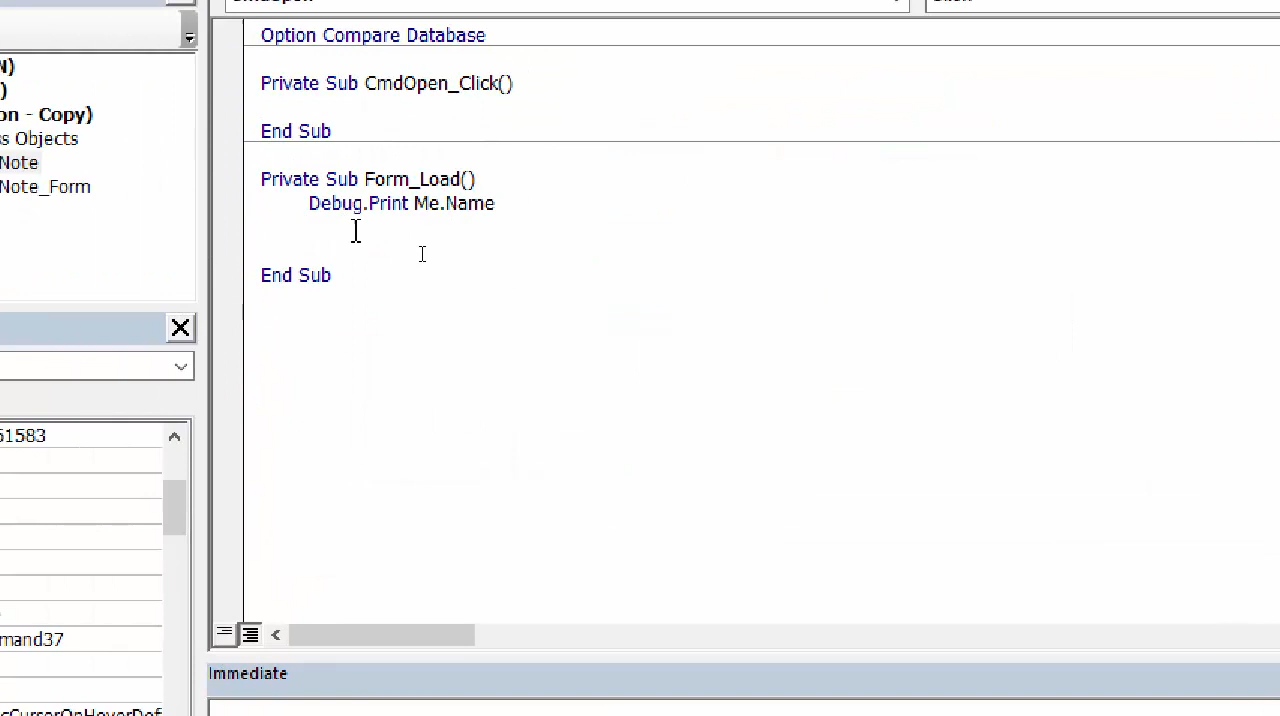 Option Compare Database
Private Sub CmdOpen_Click()
End Sub
Private Sub Form_Load()
Debug.Print Me.Name
End Sub
N)
)
on - Copy)
s Objects
Note
Note_Form
51583
mand37
Immediate